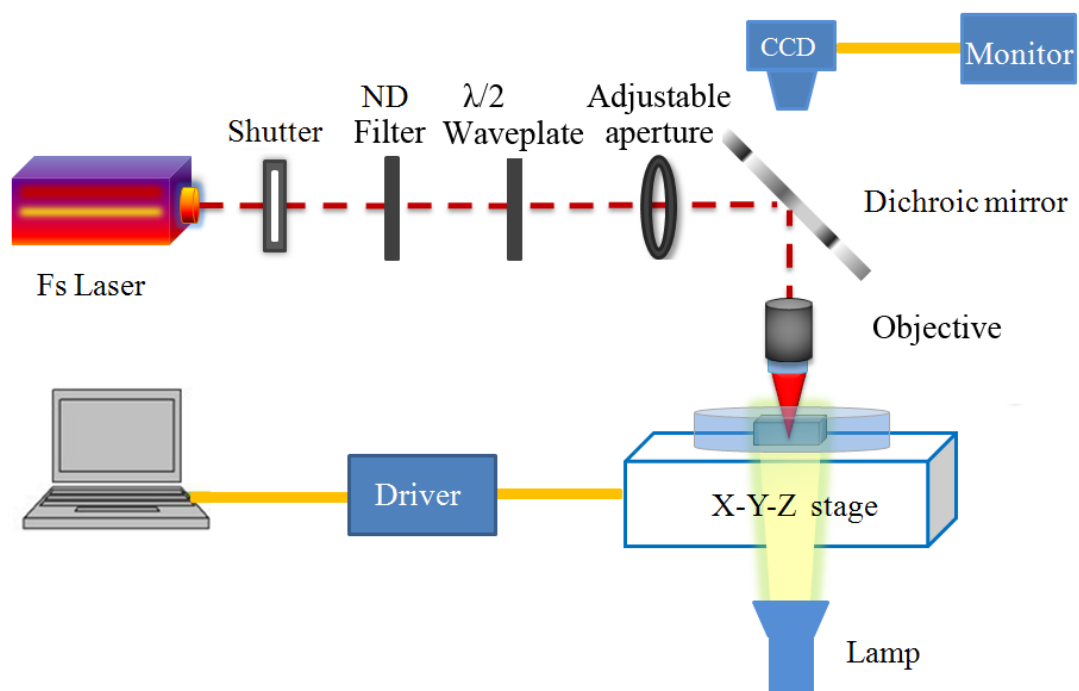 CCD
Monitor
ND
Filter
λ/2
Waveplate
Adjustable
aperture
Shutter
Dichroic mirror
Fs Laser
Objective
Driver
X-Y-Z stage
Lamp